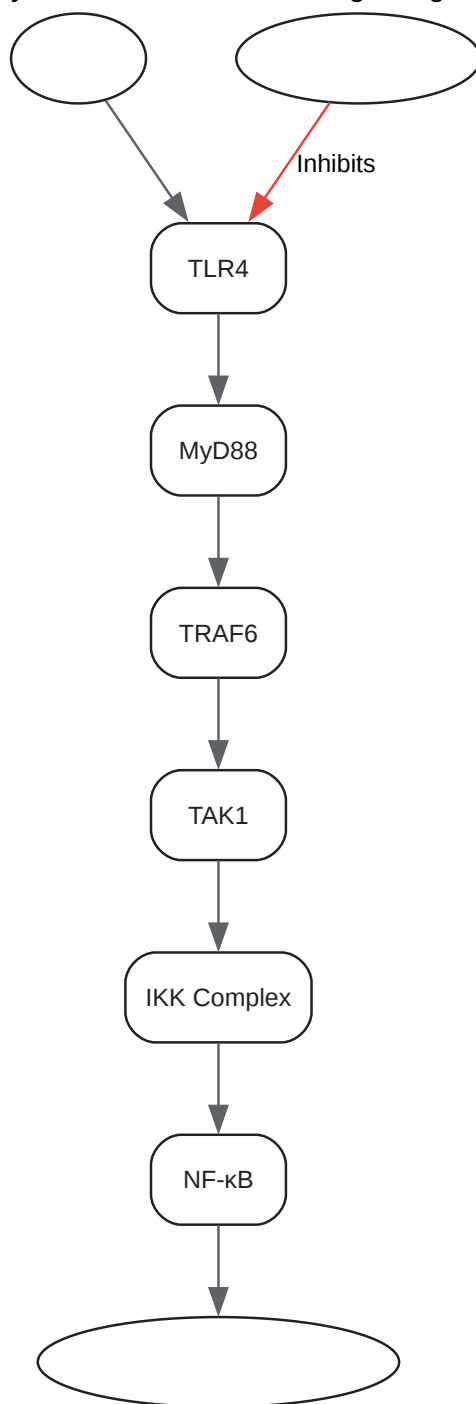 Inhibits
TLR4
MyD88
TRAF6
TAK1
IKK Complex
NF-κB